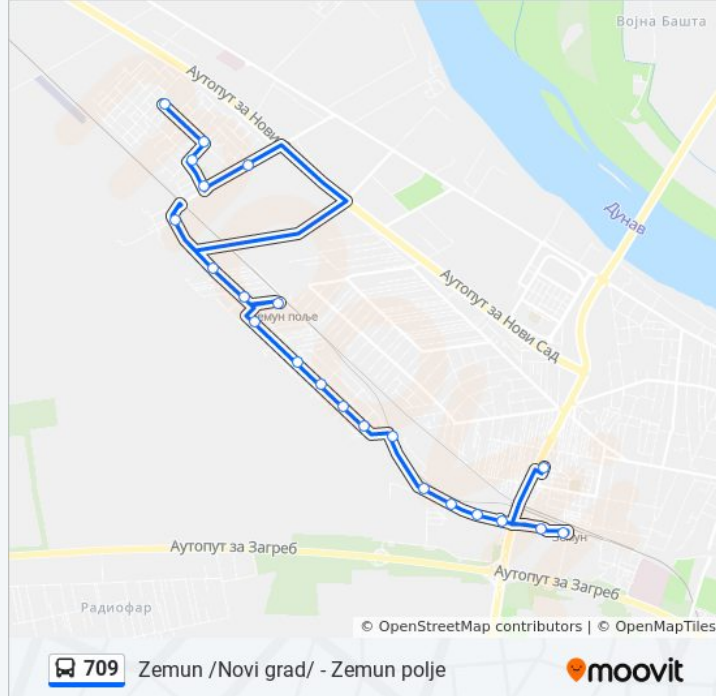 Војна Башта
Аутопут за Нови
Дунав
Аутопут за Нови Сад
емун поље
Аутопут за Загреб
Аутопут за Загреб
Радиофар
© OpenStreetMap contributors | © OpenMapTiles
709 Zemun /Novi grad/ - Zemun polje
moovit